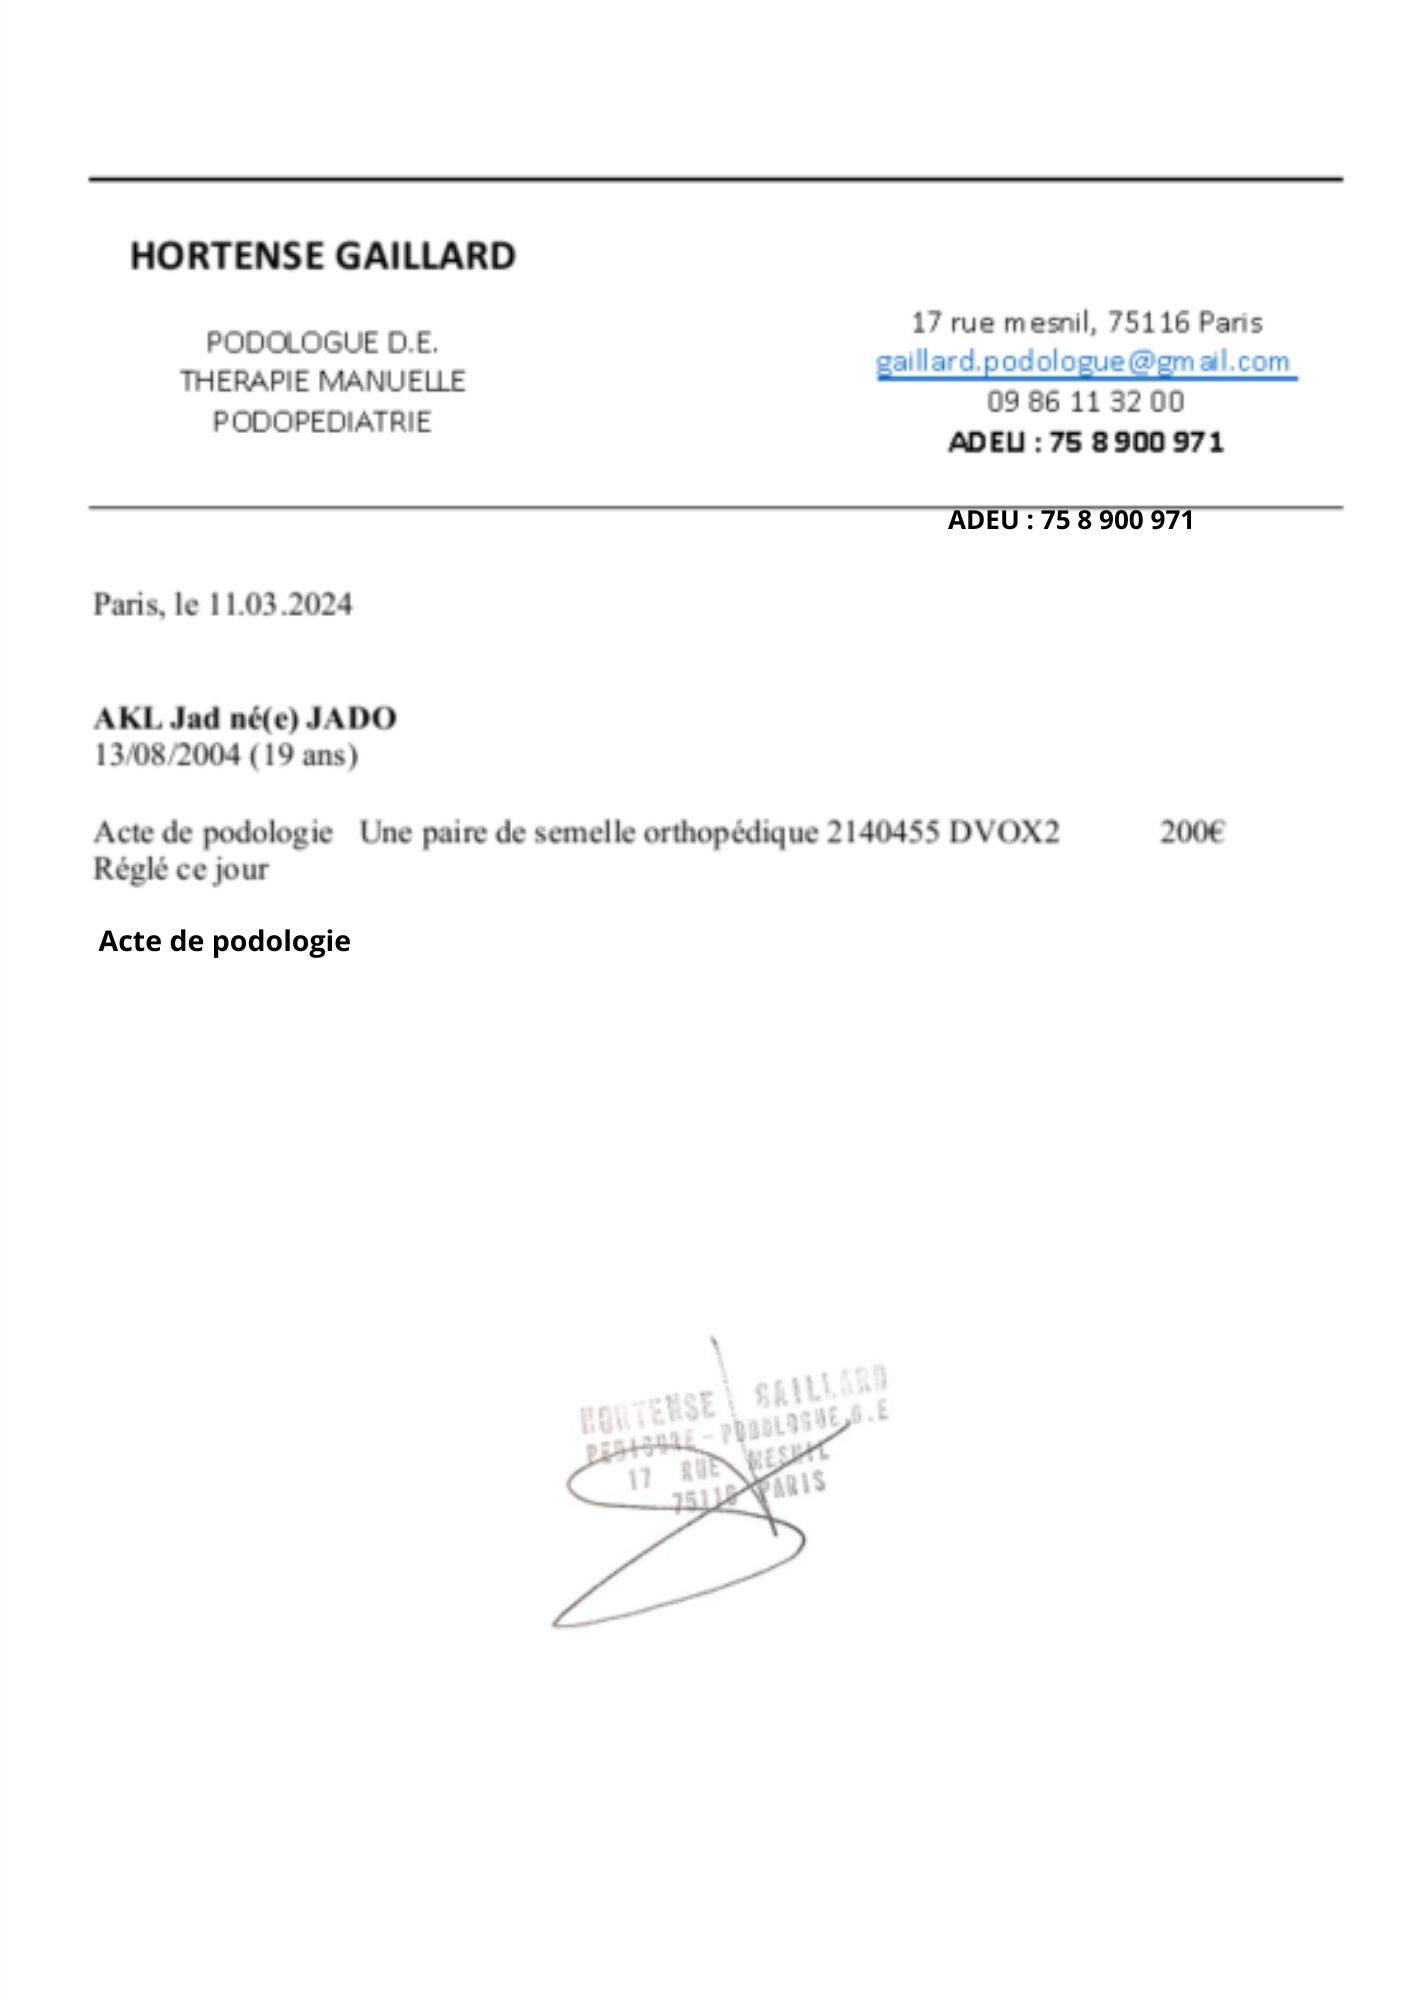 HORTENSE GAILLARD
PODOLOGUE D.E.
THERAPIE MANUELLE
PODOPEDIATRIE
17 rue mesnil, 75116 Paris
gaillard.podologue@gmail.com
09 86 11 32 00
ADELI : 75 8 900 971
ADEU : 75 8 900 971
Paris, le 11.03.2024
AKL Jad né(e) JADO
13/08/2004 (19 ans)
Acte de podologie Une paire de semelle orthopédique 2140455 DVOX2 200€
Réglé ce jour
Acte de podologie
HORTENSE GAILLARD
PEDICURE - PODOLOGUE D.E
17 RUE MESNIL
75116 PARIS